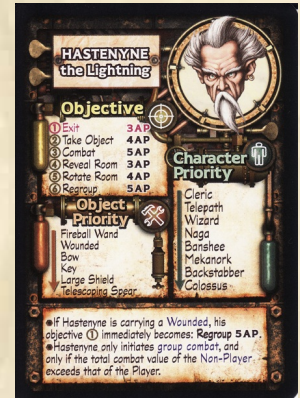 HASTENYNE
the Lightning
Objective
① Exit 3AP
② Take Object 4AP
③ Combat 5AP
④ Reveal Room 3AP
⑤ Rotate Room 4AP
⑥ Regroup 5AP
Character
Priority
Cleric
Telepath
Wizard
Naga
Banshee
Mekanork
Backstabber
Colossus
Object
Priority
Fireball Wand
Wounded
Bow
Key
Large Shield
Telescoping Spear
●If Hastenyne is carrying a Wounded, his
objective ① immediately becomes: Regroup 5AP.
●Hastenyne only initiates group combat, and
only if the total combat value of the Non-Player
exceeds that of the Player.